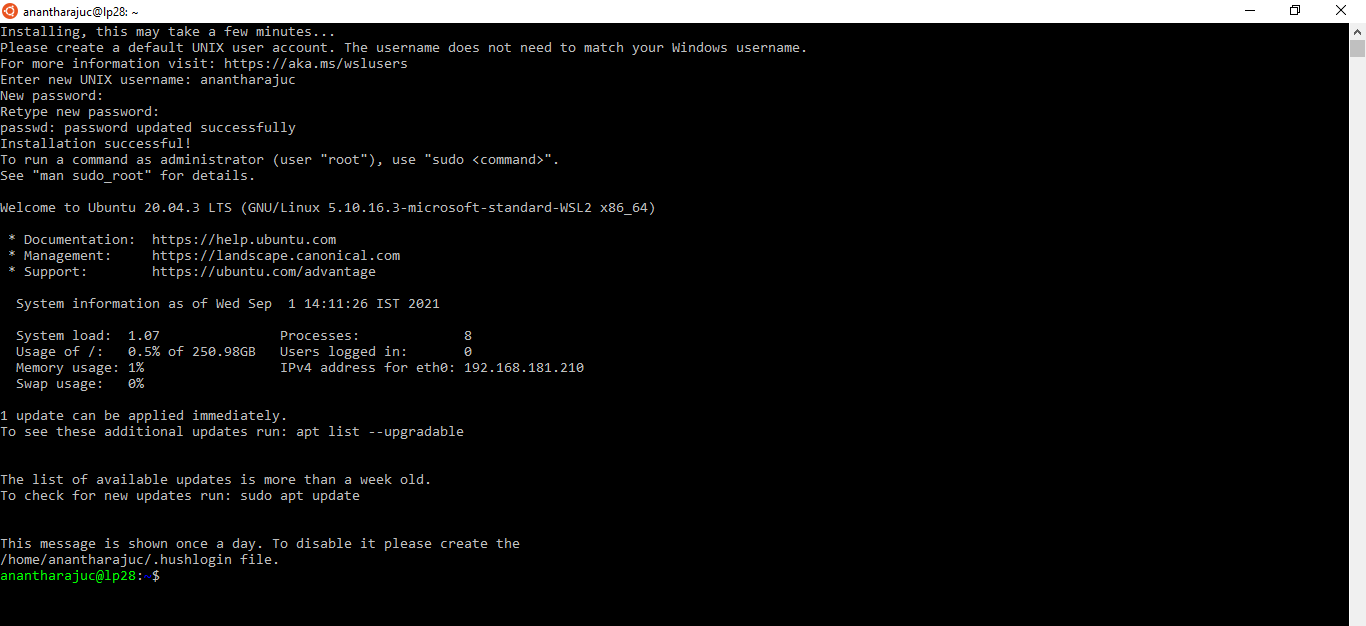 anantharajuc@lp28: ~
Installing, this may take a few minutes...
Please create a default UNIX user account. The username does not need to match your Windows username.
For more information visit: https://aka.ms/wslusers
Enter new UNIX username: anantharajuc
New password:
Retype new password:
passwd: password updated successfully
Installation successful!
To run a command as administrator (user "root"), use "sudo <command>".
See "man sudo_root" for details.
Welcome to Ubuntu 20.04.3 LTS (GNU/Linux 5.10.16.3-microsoft-standard-WSL2 x86_64)
* Documentation:  https://help.ubuntu.com
* Management:     https://landscape.canonical.com
* Support:        https://ubuntu.com/advantage
System information as of Wed Sep  1 14:11:26 IST 2021
System load:  1.07               Processes:             8
Usage of /:   0.5% of 250.98GB   Users logged in:       0
Memory usage: 1%                 IPv4 address for eth0: 192.168.181.210
Swap usage:   0%
1 update can be applied immediately.
To see these additional updates run: apt list --upgradable
The list of available updates is more than a week old.
To check for new updates run: sudo apt update
This message is shown once a day. To disable it please create the
/home/anantharajuc/.hushlogin file.
anantharajuc@lp28:~$